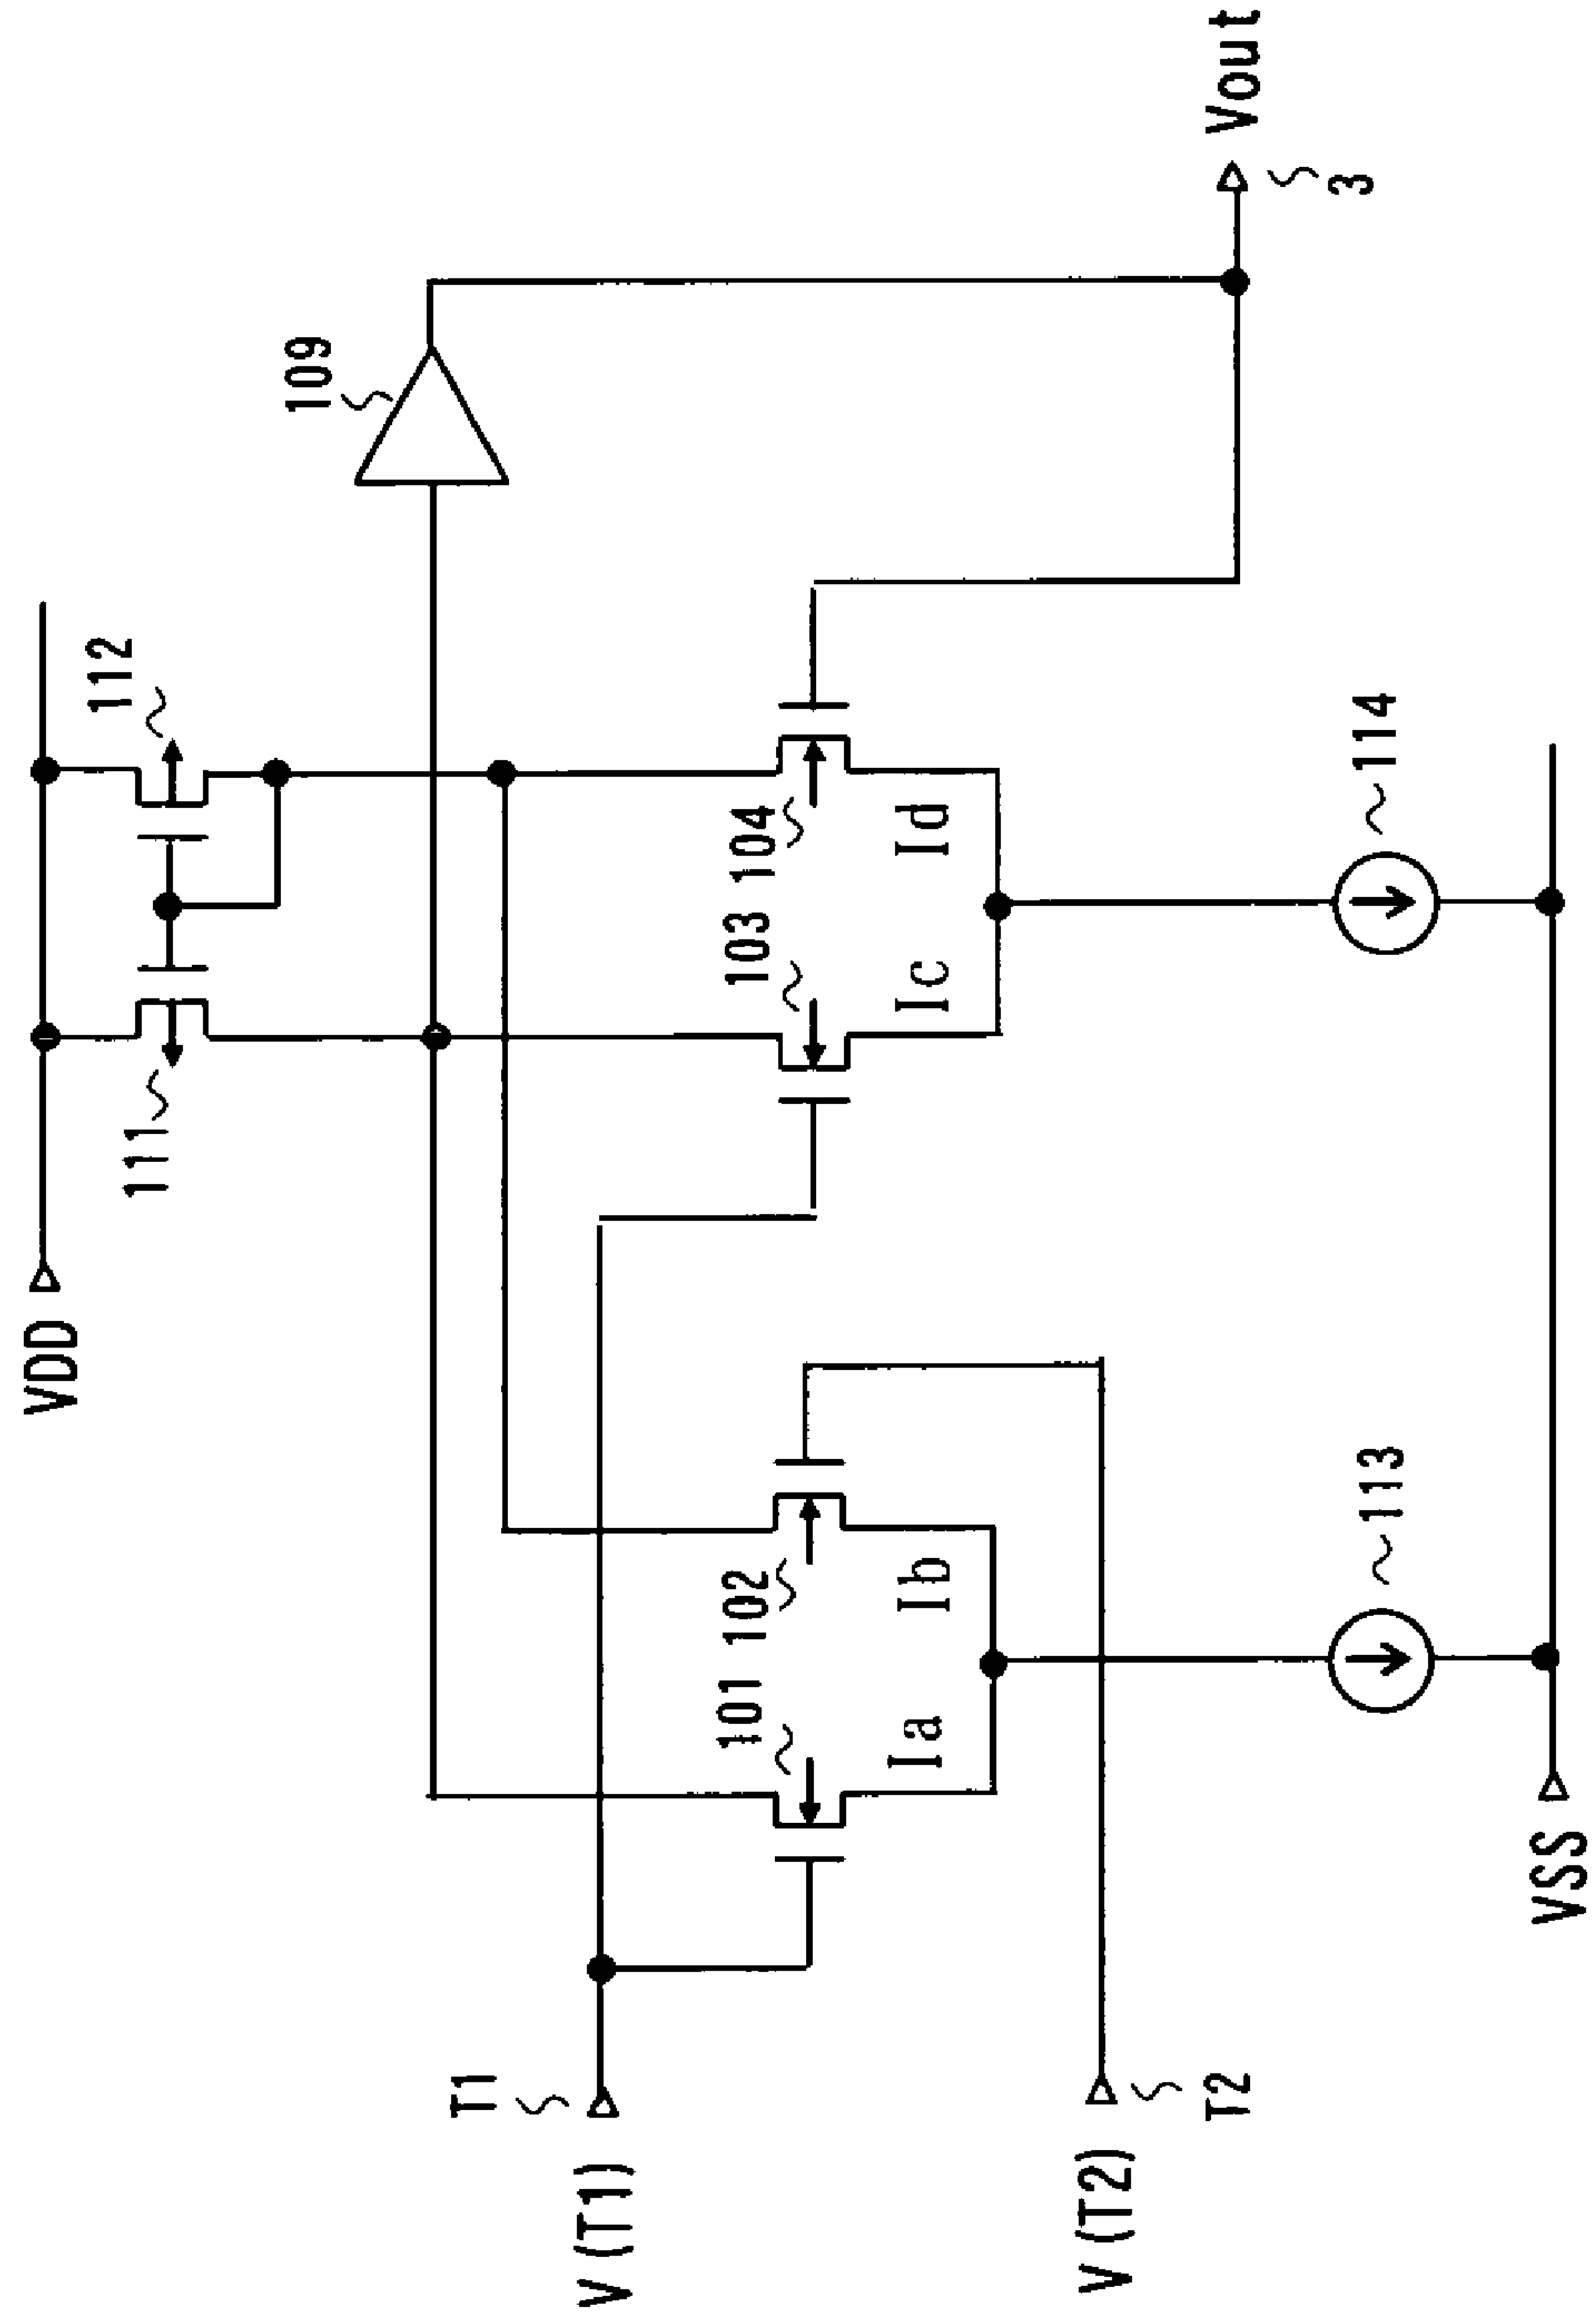 VDD
111
112
109
T1
V (T1)
101
102
103
104
Ia
Ib
Ic
Id
V (T2)
T2
113
114
VSS
Vout
3